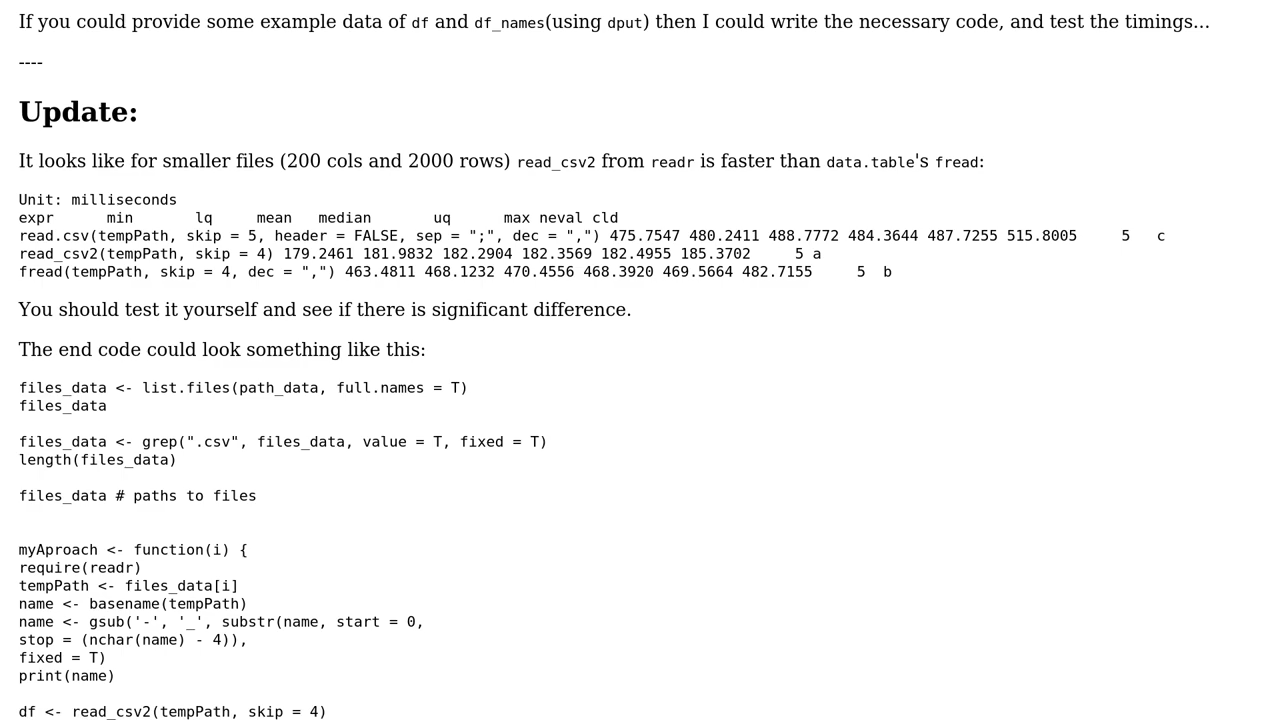 If you could provide some example data of df and df_names(using dput) then I could write the necessary code, and test the timings...
----
Update:
It looks like for smaller files (200 cols and 2000 rows) read_csv2 from readr is faster than data.table's fread:
Unit: milliseconds
expr      min       lq     mean   median       uq      max neval cld
read.csv(tempPath, skip = 5, header = FALSE, sep = ";", dec = ",") 475.7547 480.2411 488.7772 484.3644 487.7255 515.8005     5   c
read_csv2(tempPath, skip = 4) 179.2461 181.9832 182.2904 182.3569 182.4955 185.3702     5 a
fread(tempPath, skip = 4, dec = ",") 463.4811 468.1232 470.4556 468.3920 469.5664 482.7155     5  b
You should test it yourself and see if there is significant difference.
The end code could look something like this:
files_data <- list.files(path_data, full.names = T)
files_data
files_data <- grep(".csv", files_data, value = T, fixed = T)
length(files_data)
files_data # paths to files
myAproach <- function(i) {
require(readr)
tempPath <- files_data[i]
name <- basename(tempPath)
name <- gsub('-', '_', substr(name, start = 0,
stop = (nchar(name) - 4)),
fixed = T)
print(name)
df <- read_csv2(tempPath, skip = 4)